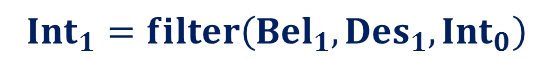 Int₁ = filter(Bel₁, Des₁, Int₀)